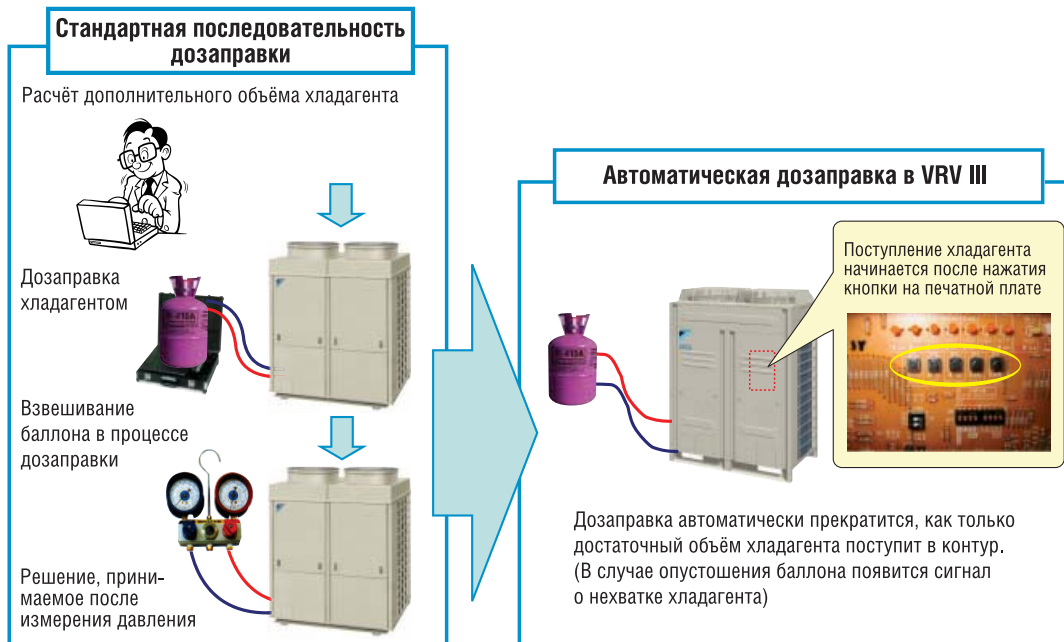 Стандартная последовательность
дозаправки
Расчёт дополнительного объёма хладагента
Дозаправка
хладагентом
Взвешивание
баллона в процессе
дозаправки
Решение, прини-
маемое после
измерения давления
Автоматическая дозаправка в VRV III
Поступление хладагента
начинается после нажатия
кнопки на печатной плате
Дозаправка автоматически прекратится, как только
достаточный объём хладагента поступит в контур.
(В случае опустошения баллона появится сигнал
о нехватке хладагента)